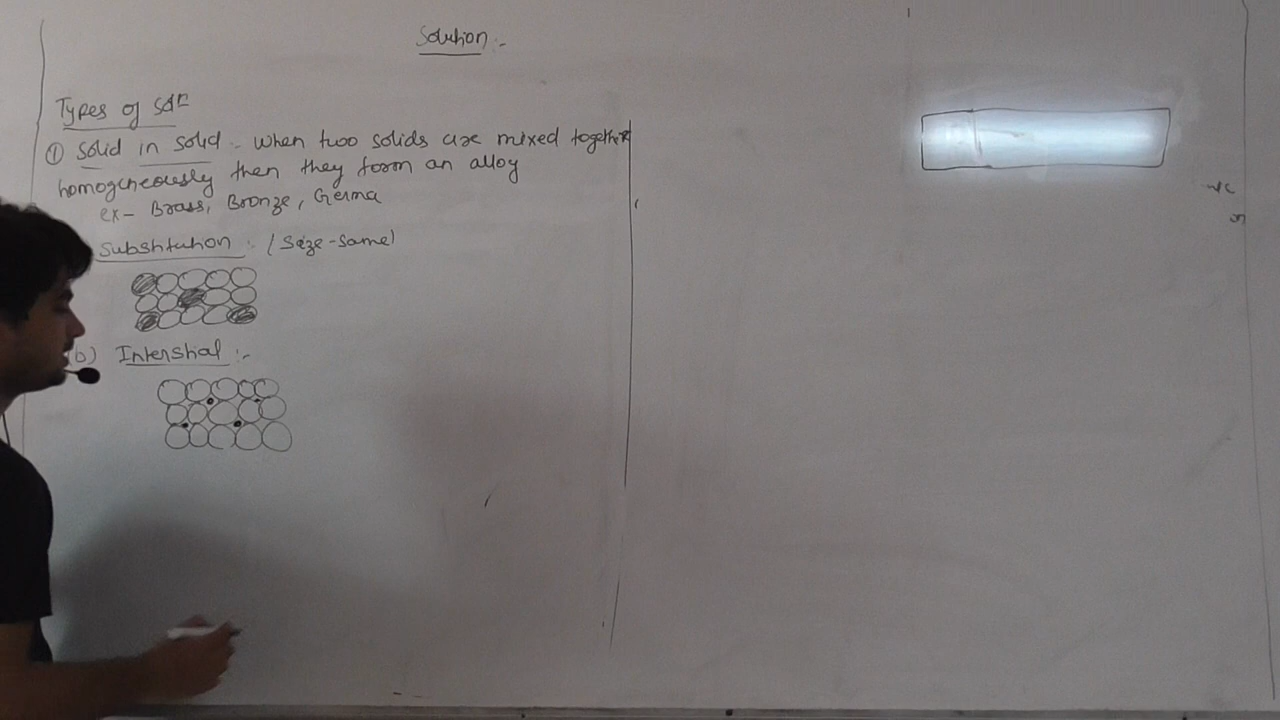 Solution :-
Types of Solⁿ
① Solid in Solid :- When two solids are mixed together
homogeneously then they form an alloy
ex- Brass, Bronze, Germa
Substitution :- (Size-Same)
(b) Interstial :-